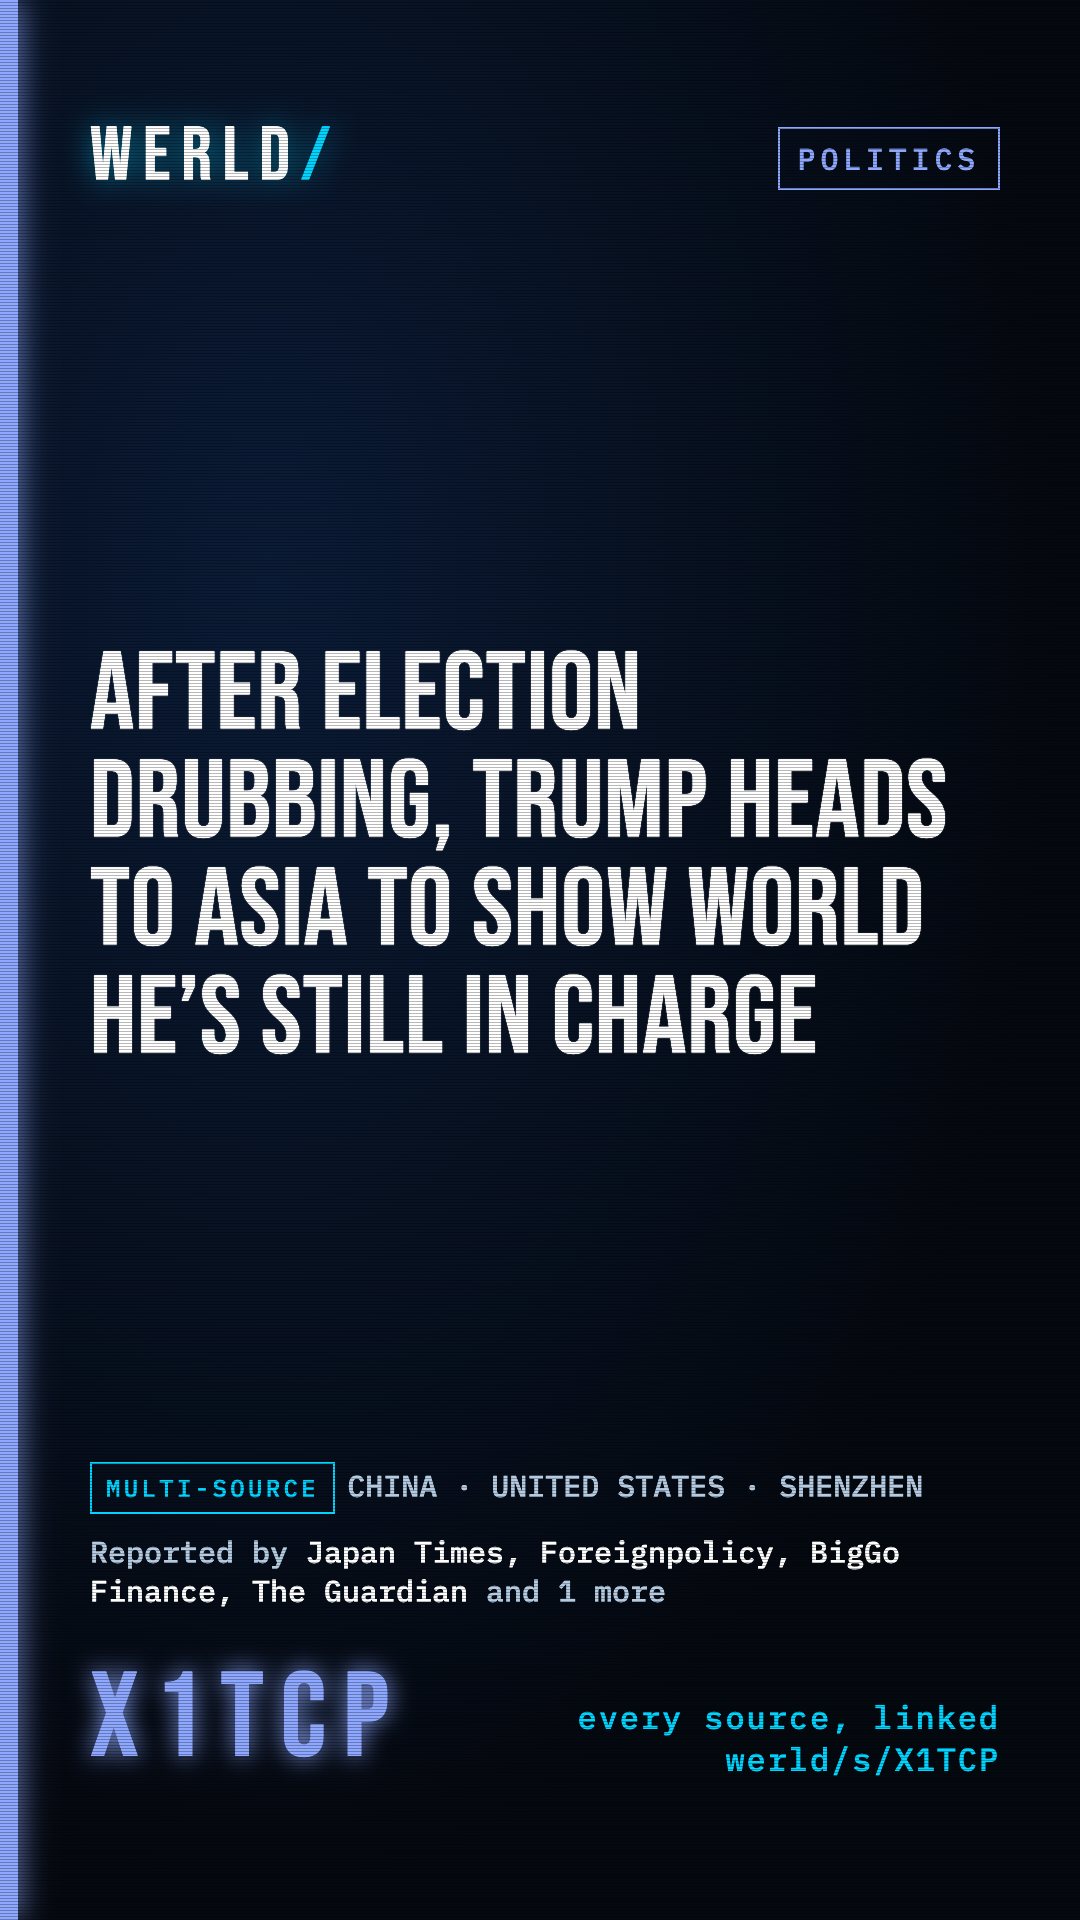 WERLD/
POLITICS
AFTER ELECTION
DRUBBING, TRUMP HEADS
TO ASIA TO SHOW WORLD
HE’S STILL IN CHARGE
MULTI-SOURCE CHINA · UNITED STATES · SHENZHEN
Reported by Japan Times, Foreignpolicy, BigGo
Finance, The Guardian and 1 more
X1TCP
every source, linked
werld/s/X1TCP